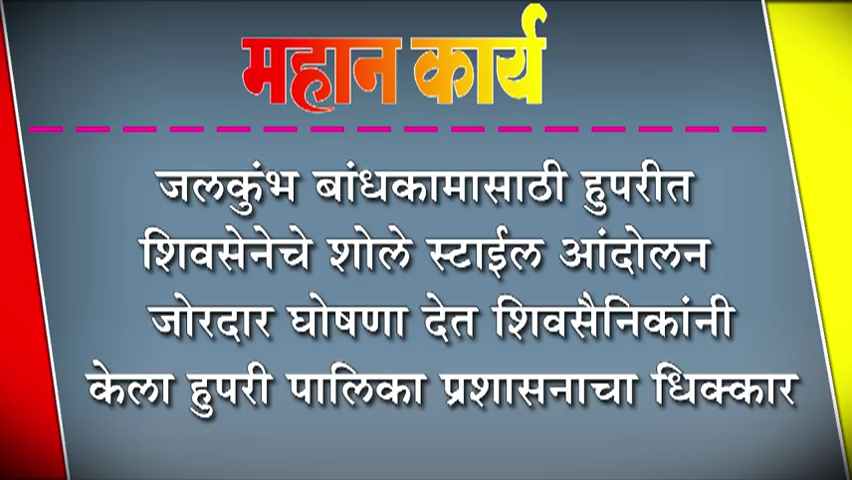 महान कार्य
जलकुंभ बांधकामासाठी हुपरीत
शिवसेनेचे शोले स्टाईल आंदोलन
जोरदार घोषणा देत शिवसैनिकांनी
केला हुपरी पालिका प्रशासनाचा धिक्कार